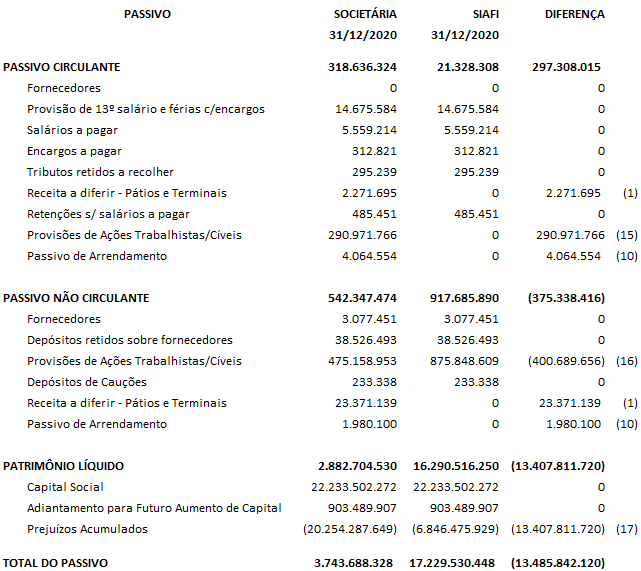 PASSIVO SOCIETÁRIA SIAFI DIFERENÇA
31/12/2020 31/12/2020
PASSIVO CIRCULANTE 318.636.324 21.328.308 297.308.015
Fornecedores 0 0 0
Provisão de 13º salário e férias c/encargos 14.675.584 14.675.584 0
Salários a pagar 5.559.214 5.559.214 0
Encargos a pagar 312.821 312.821 0
Tributos retidos a recolher 295.239 295.239 0
Receita a diferir - Pátios e Terminais 2.271.695 0 2.271.695 (1)
Retenções s/ salários a pagar 485.451 485.451 0
Provisões de Ações Trabalhistas/Cíveis 290.971.766 0 290.971.766 (15)
Passivo de Arrendamento 4.064.554 0 4.064.554 (10)
PASSIVO NÃO CIRCULANTE 542.347.474 917.685.890 (375.338.416)
Fornecedores 3.077.451 3.077.451 0
Depósitos retidos sobre fornecedores 38.526.493 38.526.493 0
Provisões de Ações Trabalhistas/Cíveis 475.158.953 875.848.609 (400.689.656) (16)
Depósitos de Cauções 233.338 233.338 0
Receita a diferir - Pátios e Terminais 23.371.139 0 23.371.139 (1)
Passivo de Arrendamento 1.980.100 0 1.980.100 (10)
PATRIMÔNIO LÍQUIDO 2.882.704.530 16.290.516.250 (13.407.811.720)
Capital Social 22.233.502.272 22.233.502.272 0
Adiantamento para Futuro Aumento de Capital 903.489.907 903.489.907 0
Prejuízos Acumulados (20.254.287.649) (6.846.475.929) (13.407.811.720) (17)
TOTAL DO PASSIVO 3.743.688.328 17.229.530.448 (13.485.842.120)